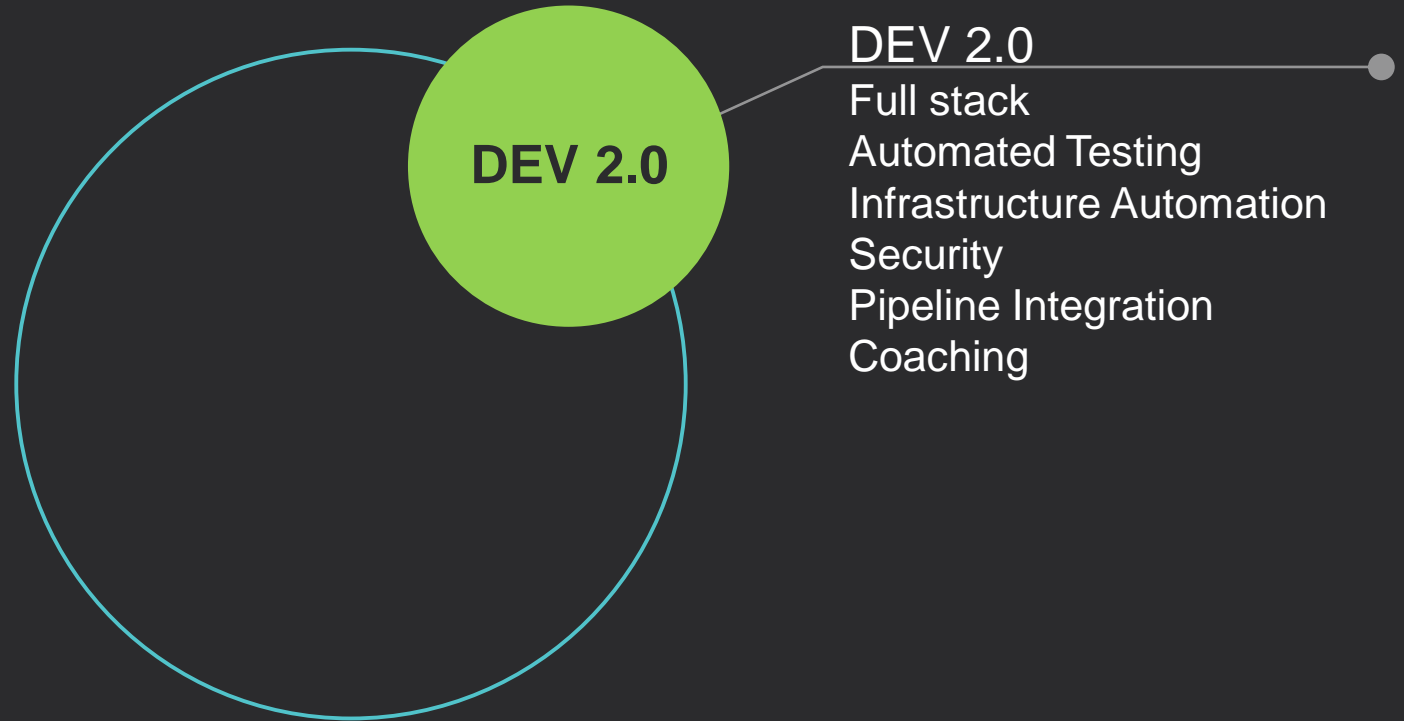 DEV 2.0
DEV 2.0
Full stack
Automated Testing
Infrastructure Automation
Security
Pipeline Integration
Coaching